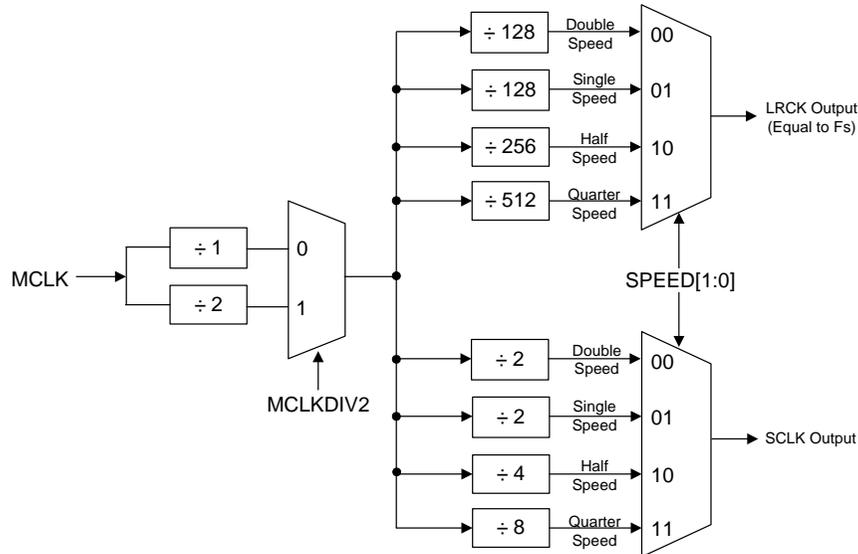 ÷ 128
Double
Speed
00
÷ 128
Single
Speed
01
LRCK Output
(Equal to Fs)
÷ 256
Half
Speed
10
÷ 512
Quarter
Speed
11
÷ 1
0
MCLK
÷ 2
1
MCLKDIV2
SPEED[1:0]
÷ 2
Double
Speed
00
÷ 2
Single
Speed
01
SCLK Output
÷ 4
Half
Speed
10
÷ 8
Quarter
Speed
11